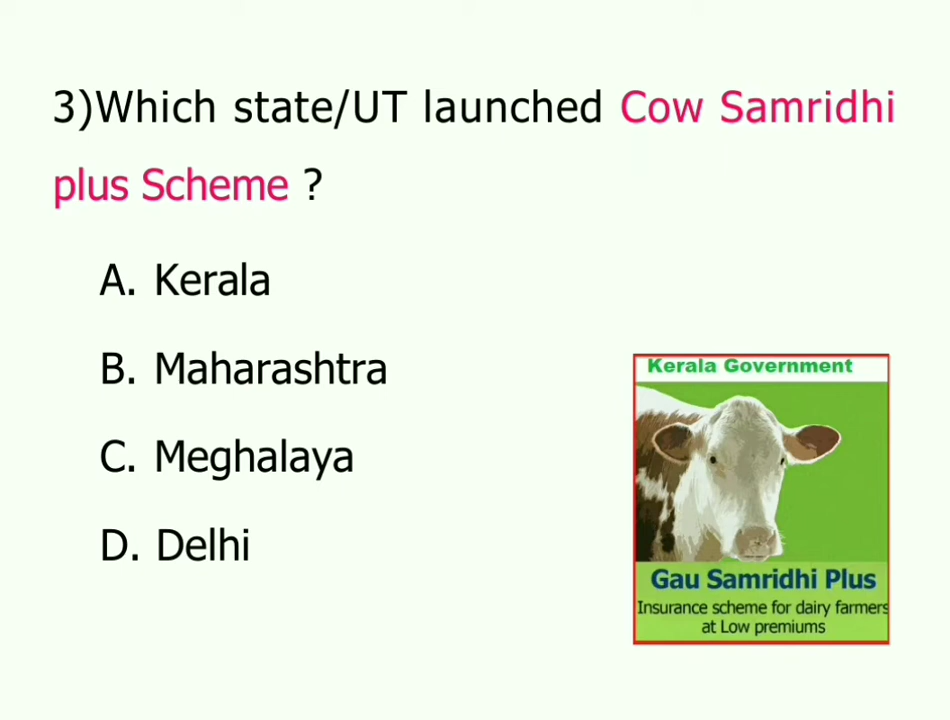 3)Which state/UT launched Cow Samridhi
plus Scheme ?
A. Kerala
B. Maharashtra
C. Meghalaya
D. Delhi
Kerala Government
Gau Samridhi Plus
Insurance scheme for dairy farmers
at Low premiums